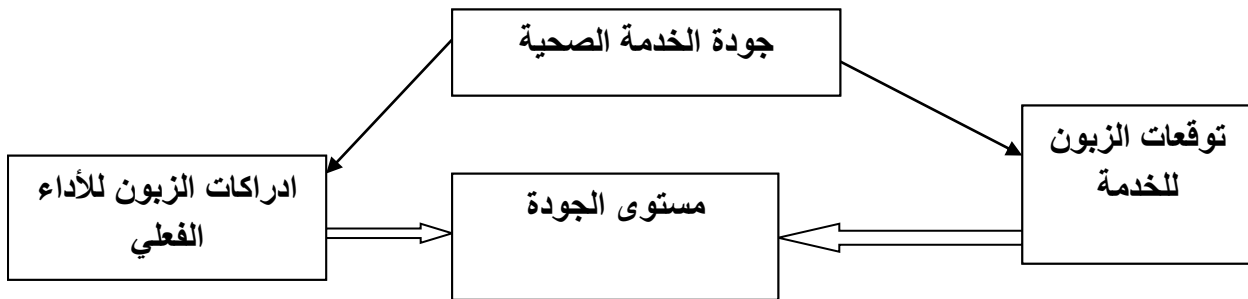 جودة الخدمة الصحية
توقعات الزبون
للخدمة
ادراكات الزبون للأداء
الفعلي
مستوى الجودة